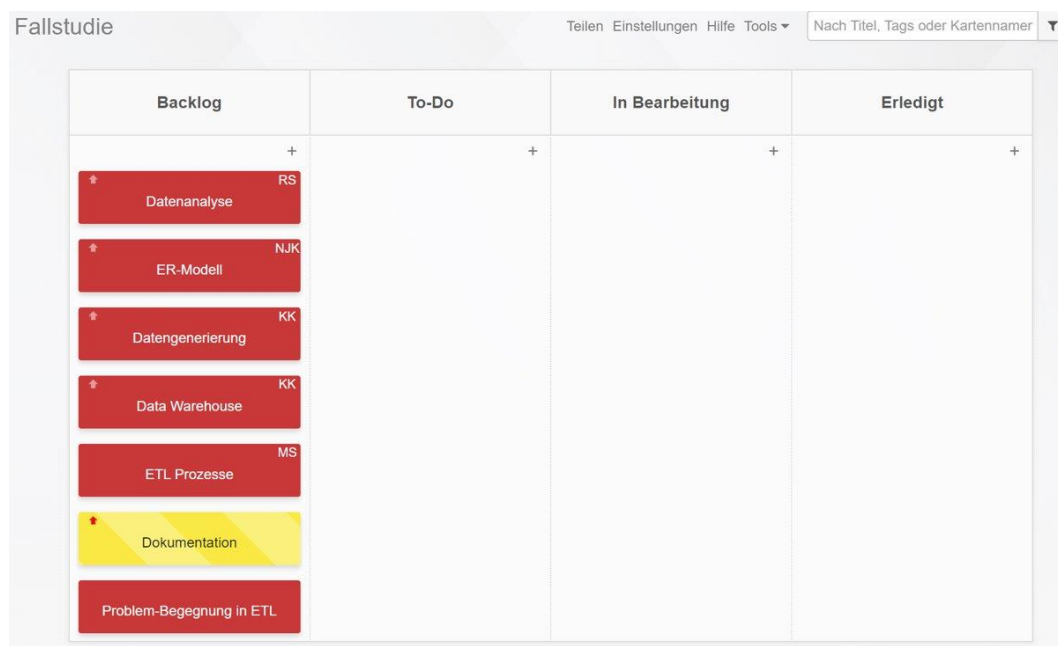 Fallstudie
Teilen Einstellungen Hilfe Tools
Nach Titel, Tags oder Kartennamer
Backlog To-Do In Bearbeitung Erledigt
+ + + +
RS
Datenanalyse
NJK
ER-Modell
KK
Datengenerierung
KK
Data Warehouse
MS
ETL Prozesse
Dokumentation
Problem-Begegnung in ETL